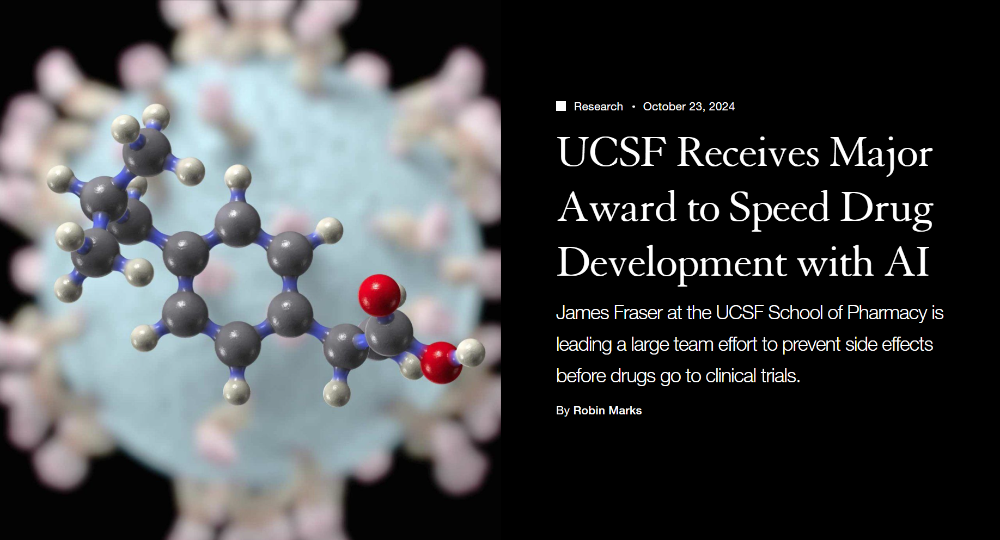 Research • October 23, 2024
UCSF Receives Major
Award to Speed Drug
Development with AI
James Fraser at the UCSF School of Pharmacy is
leading a large team effort to prevent side effects
before drugs go to clinical trials.
By Robin Marks